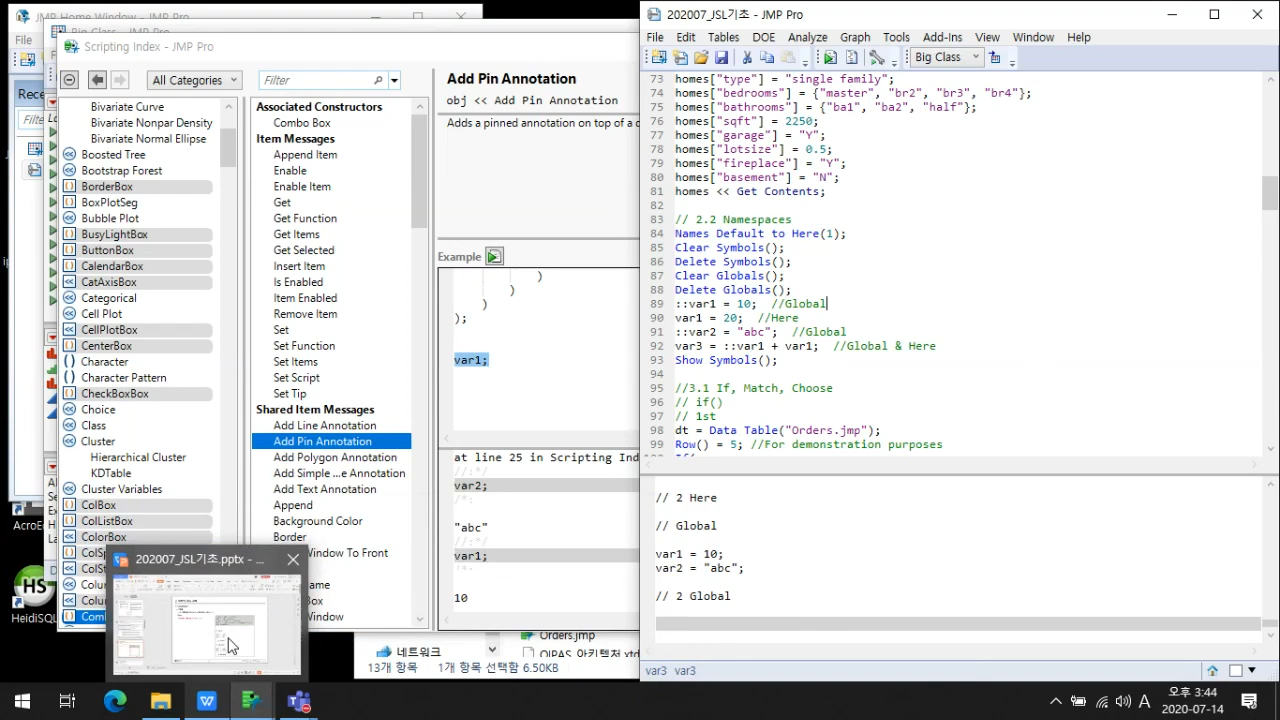 JMP Home Window - JMP Pro
File
Rece
Filte
Scripting Index - JMP Pro
All Categories
Filter
Bivariate Curve
Bivariate Nonpar Density
Bivariate Normal Ellipse
Boosted Tree
Bootstrap Forest
BorderBox
BoxPlotSeg
Bubble Plot
BusyLightBox
ButtonBox
CalendarBox
CatAxisBox
Categorical
Cell Plot
CellPlotBox
CenterBox
Character
Character Pattern
CheckBoxBox
Choice
Class
Cluster
Hierarchical Cluster
KDTable
Cluster Variables
ColBox
ColListBox
ColorBox
Associated Constructors
Combo Box
Item Messages
Append Item
Enable
Enable Item
Get
Get Function
Get Items
Get Selected
Insert Item
Is Enabled
Item Enabled
Remove Item
Set
Set Function
Set Items
Set Script
Set Tip
Shared Item Messages
Add Line Annotation
Add Pin Annotation
Add Polygon Annotation
Add Simple ...e Annotation
Add Text Annotation
Append
Background Color
Border
Window To Front
Add Pin Annotation
obj << Add Pin Annotation
Adds a pinned annotation on top of a d
Example
)
)
)
);
var1;
at line 25 in Scripting Ind
//:*/
var2;
/*:
"abc"
//:*/
var1;
/*:
10
202007_JSL기초.pptx - ...
AcroE
HeidiSQL
네트워크
Orders.jmp
13개 항목 1개 항목 선택함 6.50KB
202007_JSL기초 - JMP Pro
File Edit Tables DOE Analyze Graph Tools Add-Ins View Window Help
Big Class
73 homes["type"] = "single family";
74 homes["bedrooms"] = {"master", "br2", "br3", "br4"};
75 homes["bathrooms"] = {"ba1", "ba2", "half"};
76 homes["sqft"] = 2250;
77 homes["garage"] = "Y";
78 homes["lotsize"] = 0.5;
79 homes["fireplace"] = "Y";
80 homes["basement"] = "N";
81 homes << Get Contents;
82
83 // 2.2 Namespaces
84 Names Default to Here(1);
85 Clear Symbols();
86 Delete Symbols();
87 Clear Globals();
88 Delete Globals();
89 ::var1 = 10; //Global
90 var1 = 20; //Here
91 ::var2 = "abc"; //Global
92 var3 = ::var1 + var1; //Global & Here
93 Show Symbols();
94
95 //3.1 If, Match, Choose
96 // if()
97 // 1st
98 dt = Data Table("Orders.jmp");
99 Row() = 5; //For demonstration purposes
// 2 Here
// Global
var1 = 10;
var2 = "abc";
// 2 Global
var3 var3
A
오후 3:44
2020-07-14